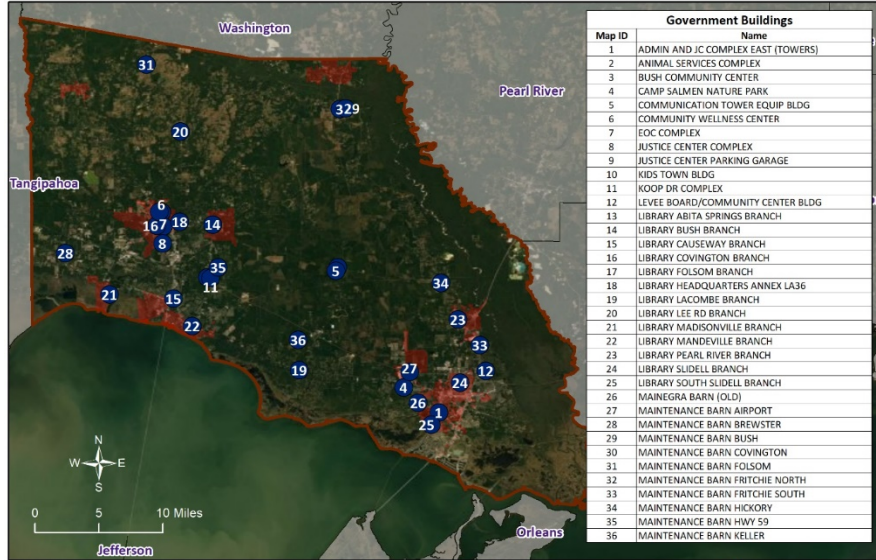 Washington
Pearl River
Tangipahoa
Jefferson
Orleans
31
329
20
6
167
18
14
8
28
35
11
5
34
21
15
22
23
33
36
19
27
12
4
24
26
1
25
N
W E
S
0 5 10 Miles
Government Buildings
Map ID Name
1 ADMIN AND JC COMPLEX EAST (TOWERS)
2 ANIMAL SERVICES COMPLEX
3 BUSH COMMUNITY CENTER
4 CAMP SALMEN NATURE PARK
5 COMMUNICATION TOWER EQUIP BLDG
6 COMMUNITY WELLNESS CENTER
7 EOC COMPLEX
8 JUSTICE CENTER COMPLEX
9 JUSTICE CENTER PARKING GARAGE
10 KIDS TOWN BLDG
11 KOOP DR COMPLEX
12 LEVEE BOARD/COMMUNITY CENTER BLDG
13 LIBRARY ABITA SPRINGS BRANCH
14 LIBRARY BUSH BRANCH
15 LIBRARY CAUSEWAY BRANCH
16 LIBRARY COVINGTON BRANCH
17 LIBRARY FOLSOM BRANCH
18 LIBRARY HEADQUARTERS ANNEX LA36
19 LIBRARY LACOMBE BRANCH
20 LIBRARY LEE RD BRANCH
21 LIBRARY MADISONVILLE BRANCH
22 LIBRARY MANDEVILLE BRANCH
23 LIBRARY PEARL RIVER BRANCH
24 LIBRARY SLIDELL BRANCH
25 LIBRARY SOUTH SLIDELL BRANCH
26 MAINEGRA BARN (OLD)
27 MAINTENANCE BARN AIRPORT
28 MAINTENANCE BARN BREWSTER
29 MAINTENANCE BARN BUSH
30 MAINTENANCE BARN COVINGTON
31 MAINTENANCE BARN FOLSOM
32 MAINTENANCE BARN FRITCHIE NORTH
33 MAINTENANCE BARN FRITCHIE SOUTH
34 MAINTENANCE BARN HICKORY
35 MAINTENANCE BARN HWY 59
36 MAINTENANCE BARN KELLER